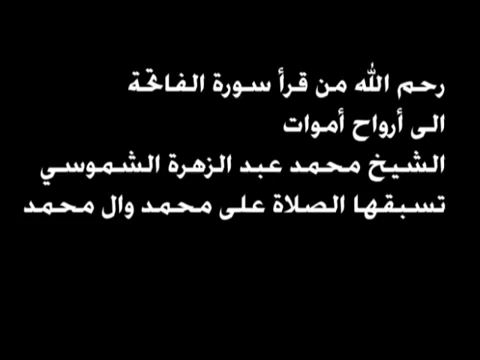 رحم الله من قرأ سورة الفاتحة
الى أرواح أموات
الشيخ محمد عبد الزهرة الشموسي
تسبقها الصلاة على محمد وال محمد